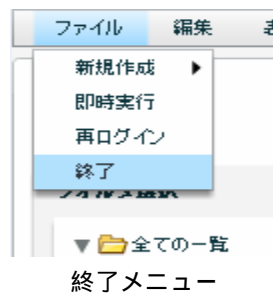 ファイル 編集
新規作成 ▶
即時実行
再ログイン
終了
▼ 全ての一覧
終了メニュー